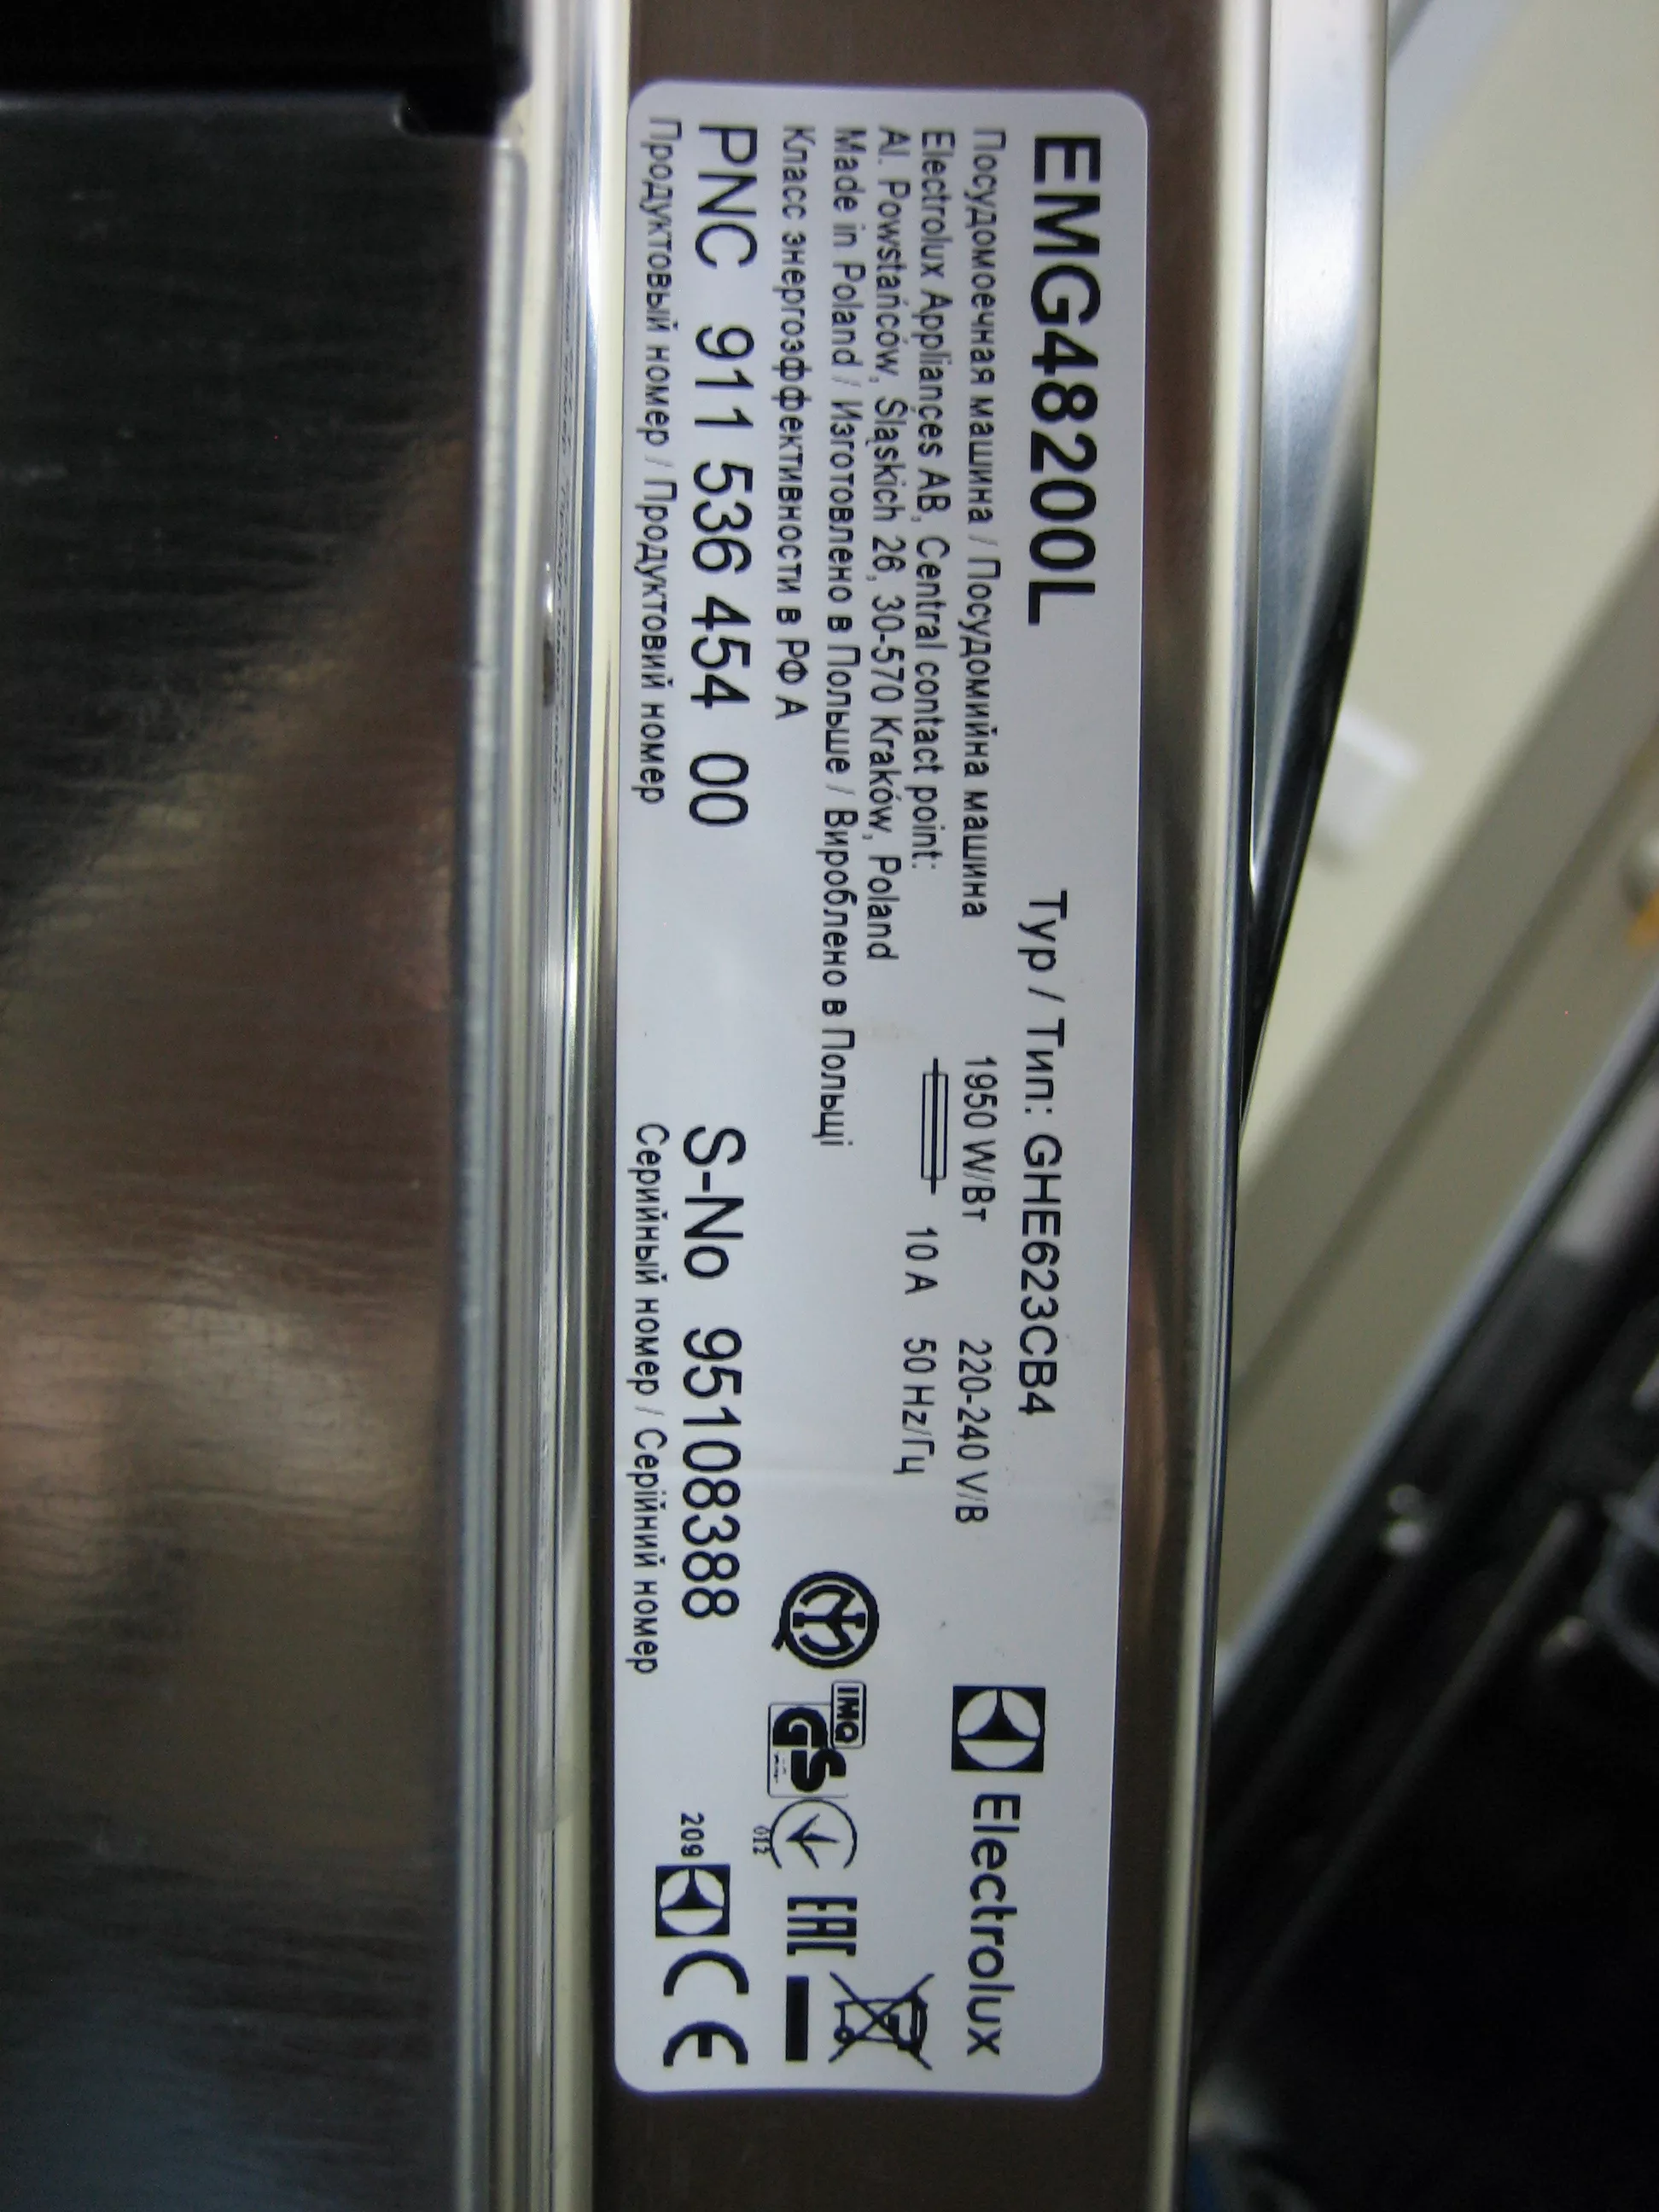 EMG48200L
Typ / Тип: GHE623CB4
Посудомоечная машина / Посудомийна машина
1950 W/Вт 220-240 V/В
Electrolux
Electrolux Appliances AB, Central contact point:
10 A 50 Hz/Гц
Al. Powstańców, Śląskich 26, 30-570 Kraków, Poland
Made in Poland / Изготовлено в Польше / Вироблено в Польщі
IMQ
GS
012
EAC
Класс энергоэффективности в РФ A
PNC 911 536 454 00
S-No 95108388
209
CE
Продуктовый номер / Продуктовий номер
Серийный номер / Серійний номер